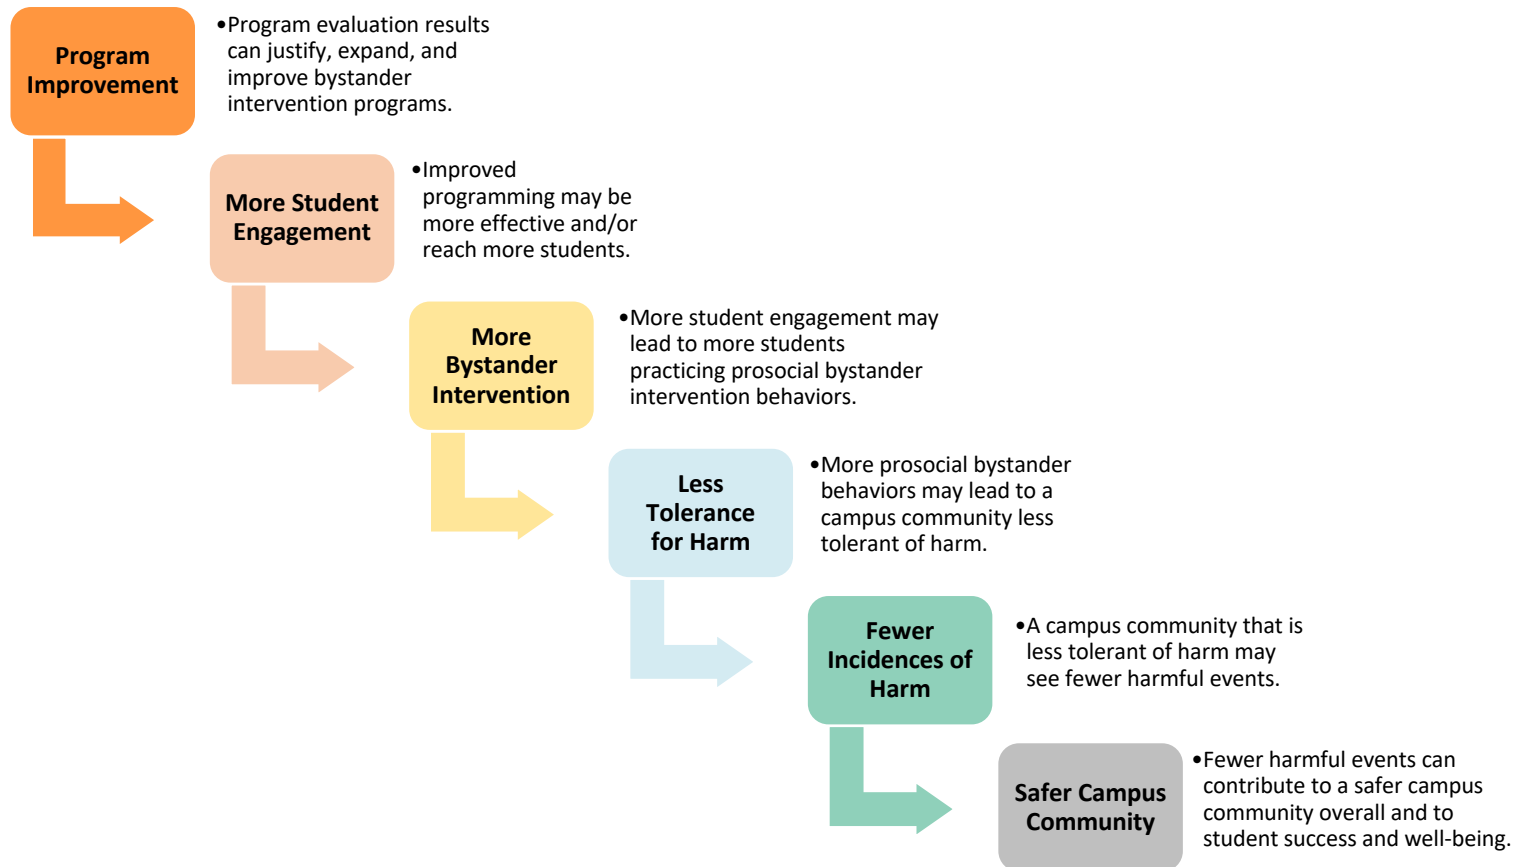 Program
Improvement
•Program evaluation results
can justify, expand, and
improve bystander
intervention programs.
More Student
Engagement
•Improved
programming may be
more effective and/or
reach more students.
More
Bystander
Intervention
•More student engagement may
lead to more students
practicing prosocial bystander
intervention behaviors.
Less
Tolerance
for Harm
•More prosocial bystander
behaviors may lead to a
campus community less
tolerant of harm.
Fewer
Incidences of
Harm
•A campus community that is
less tolerant of harm may
see fewer harmful events.
Safer Campus
Community
•Fewer harmful events can
contribute to a safer campus
community overall and to
student success and well-being.